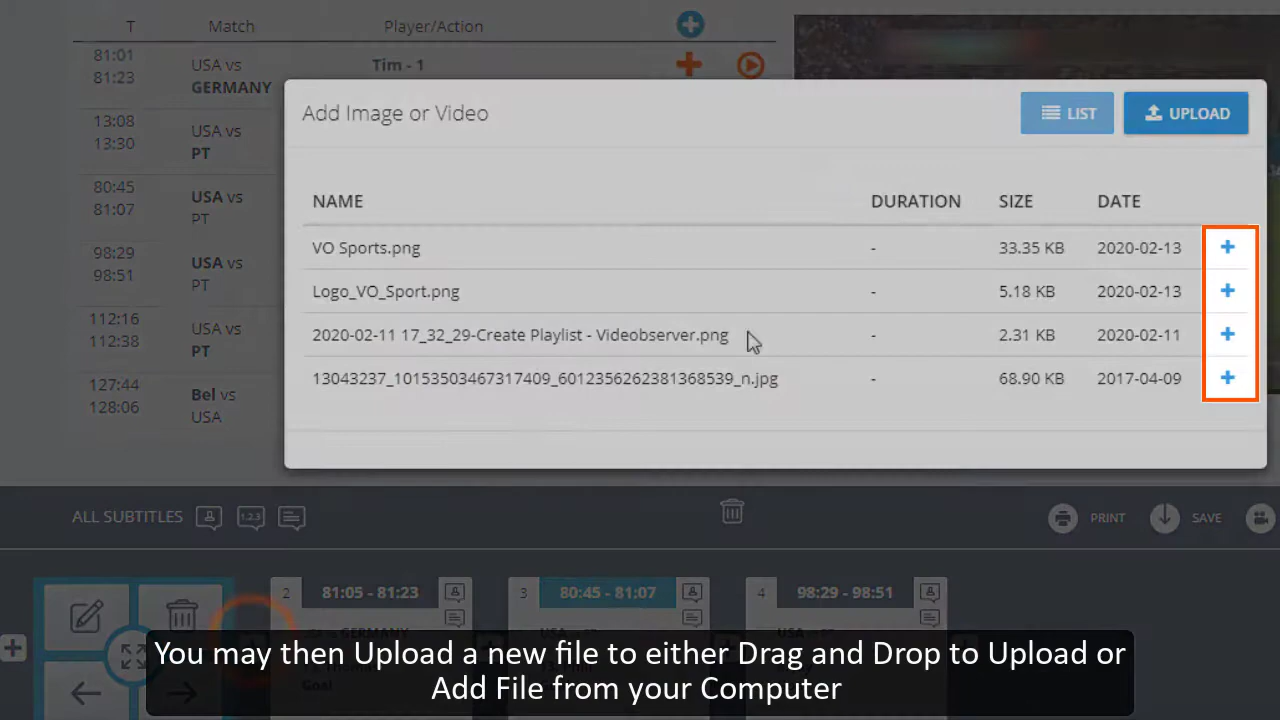 T Match Player/Action
81:01
81:23
USA vs
GERMANY
Tim - 1
13:08
13:30
USA vs
PT
80:45
81:07
USA vs
PT
98:29
98:51
USA vs
PT
112:16
112:38
USA vs
PT
127:44
128:06
Bel vs
USA
Add Image or Video
LIST
UPLOAD
NAME DURATION SIZE DATE
VO Sports.png - 33.35 KB 2020-02-13 +
Logo_VO_Sport.png - 5.18 KB 2020-02-13 +
2020-02-11 17_32_29-Create Playlist - Videobserver.png - 2.31 KB 2020-02-11 +
13043237_10153503467317409_6012356262381368539_n.jpg - 68.90 KB 2017-04-09 +
ALL SUBTITLES 1.2.3 PRINT SAVE
2 81:05 - 81:23
3 80:45 - 81:07
4 98:29 - 98:51
Goal
You may then Upload a new file to either Drag and Drop to Upload or
Add File from your Computer